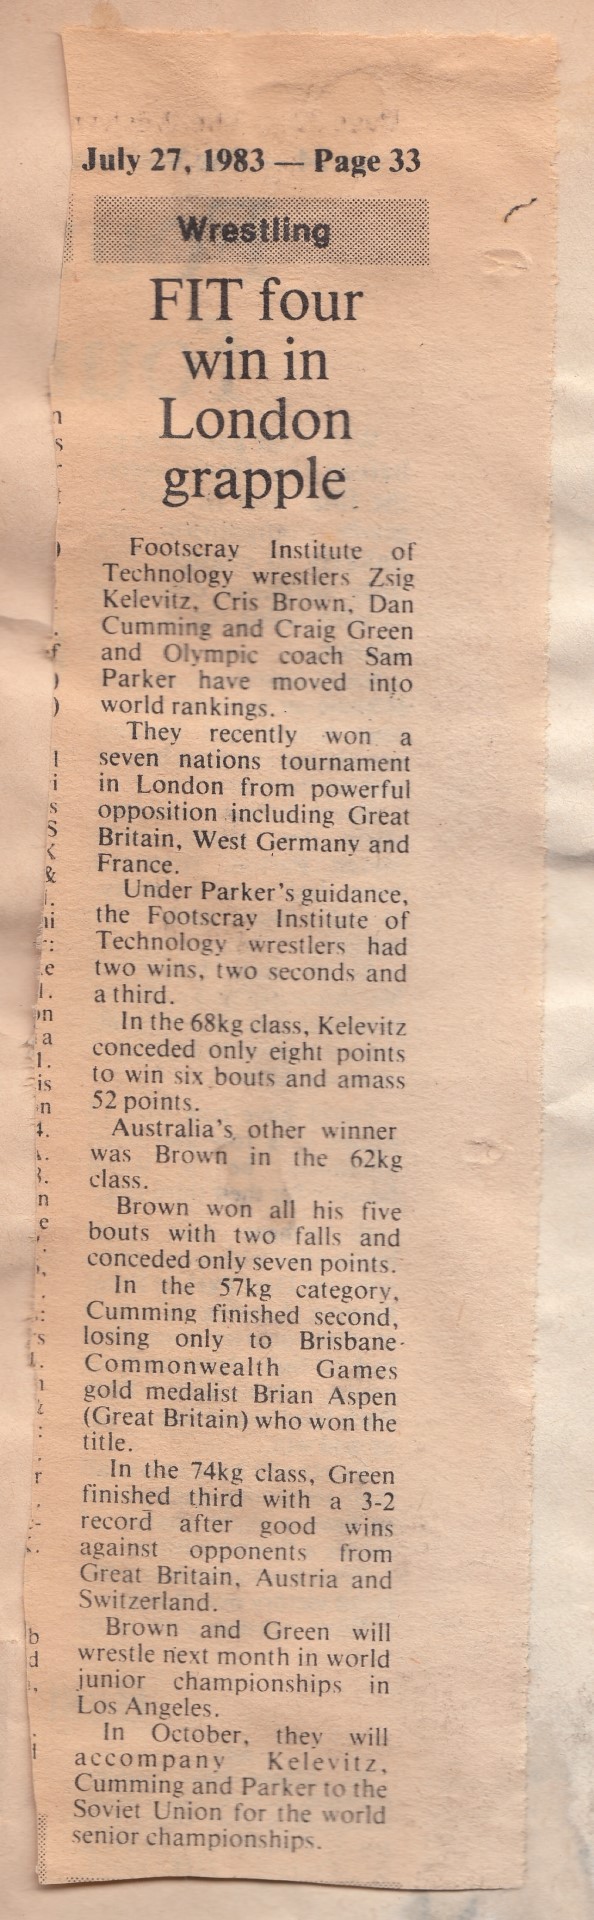 July 27, 1983 — Page 33
Wrestling
FIT four
win in
London
grapple
Footscray Institute of
Technology wrestlers Zsig
Kelevitz, Cris Brown, Dan
Cumming and Craig Green
and Olympic coach Sam
Parker have moved into
world rankings.
They recently won a
seven nations tournament
in London from powerful
opposition including Great
Britain, West Germany and
France.
Under Parker's guidance,
the Footscray Institute of
Technology wrestlers had
two wins, two seconds and
a third.
In the 68kg class, Kelevitz
conceded only eight points
to win six bouts and amass
52 points.
Australia's other winner
was Brown in the 62kg
class.
Brown won all his five
bouts with two falls and
conceded only seven points.
In the 57kg category,
Cumming finished second,
losing only to Brisbane
Commonwealth Games
gold medalist Brian Aspen
(Great Britain) who won the
title.
In the 74kg class, Green
finished third with a 3-2
record after good wins
against opponents from
Great Britain, Austria and
Switzerland.
Brown and Green will
wrestle next month in world
junior championships in
Los Angeles.
In October, they will
accompany Kelevitz,
Cumming and Parker to the
Soviet Union for the world
senior championships.